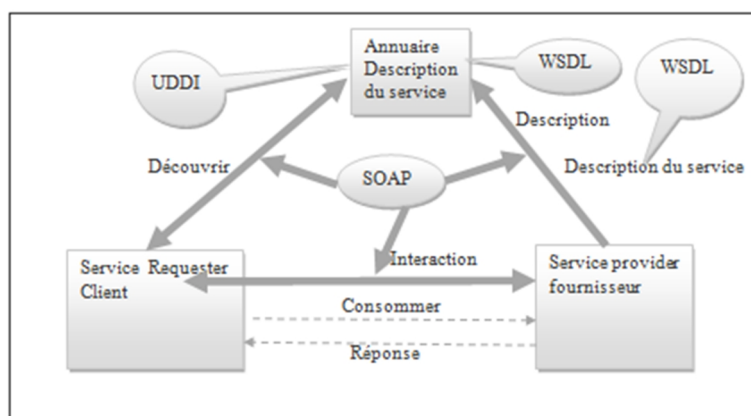 Annuaire
Description
du service
UDDI
WSDL
WSDL
Description
Découvrir
Description du service
SOAP
Service Requester
Client
Interaction
Service provider
fournisseur
Consommer
Réponse